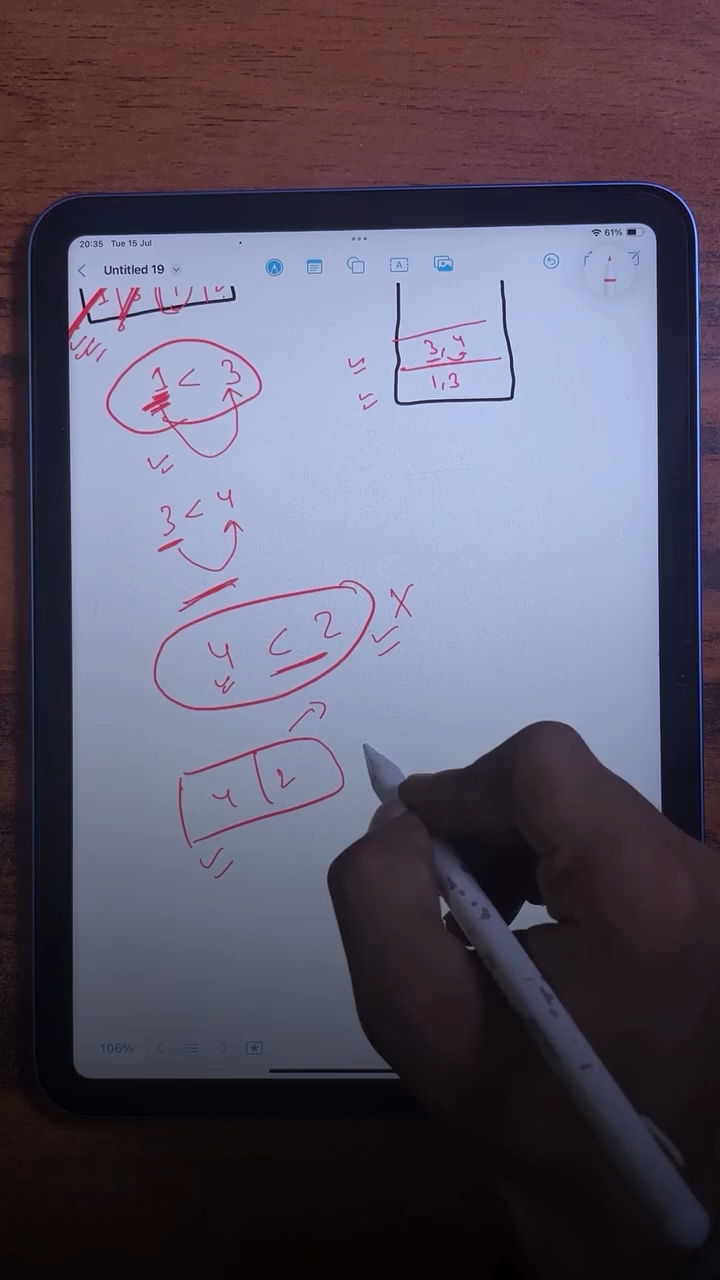 20:35 Tue 15 Jul
61%
Untitled 19
A
1 < 3
3, 4
1,3
3 < 4
4 < 2 X
4 2
106%